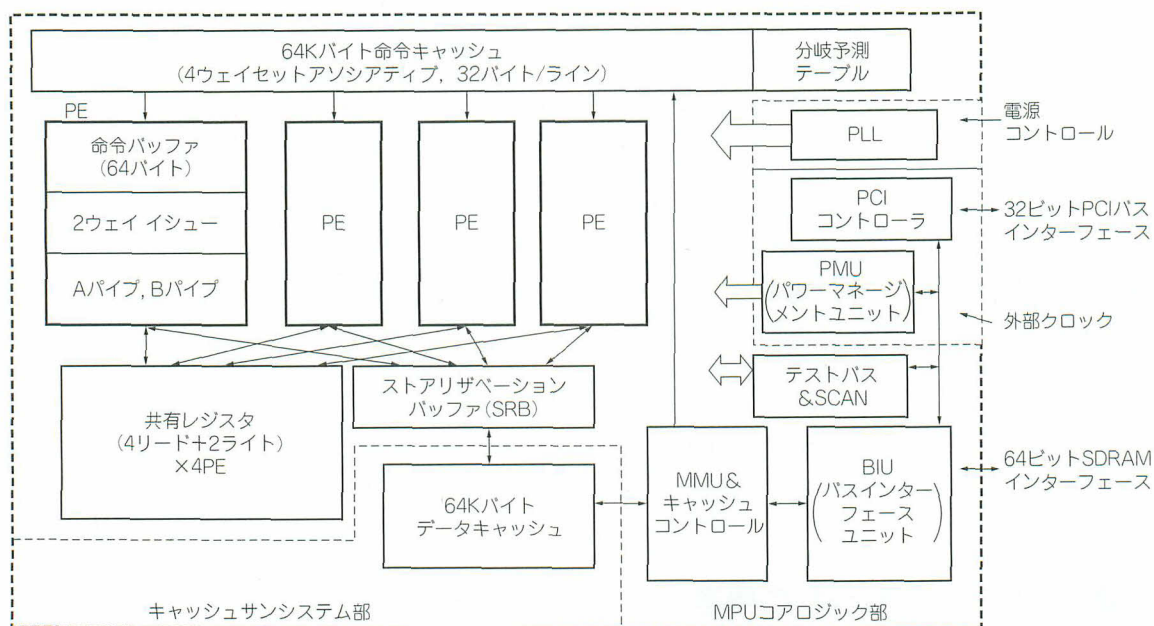 64Kバイト命令キャッシュ
(4ウェイセットアソシアティブ, 32バイト/ライン)
分岐予測
テーブル
PE
命令バッファ
(64バイト)
2ウェイ イシュー
Aパイプ, Bパイプ
PE
PE
PE
PLL
電源
コントロール
PCI
コントローラ
32ビットPCIバス
インターフェース
PMU
(パワーマネージ
メントユニット)
外部クロック
テストバス
&SCAN
共有レジスタ
(4リード+2ライト)
×4PE
ストアリザベーション
バッファ(SRB)
64Kバイト
データキャッシュ
MMU&
キャッシュ
コントロール
BIU
(バスインター
フェース
ユニット)
64ビットSDRAM
インターフェース
キャッシュサンシステム部
MPUコアロジック部